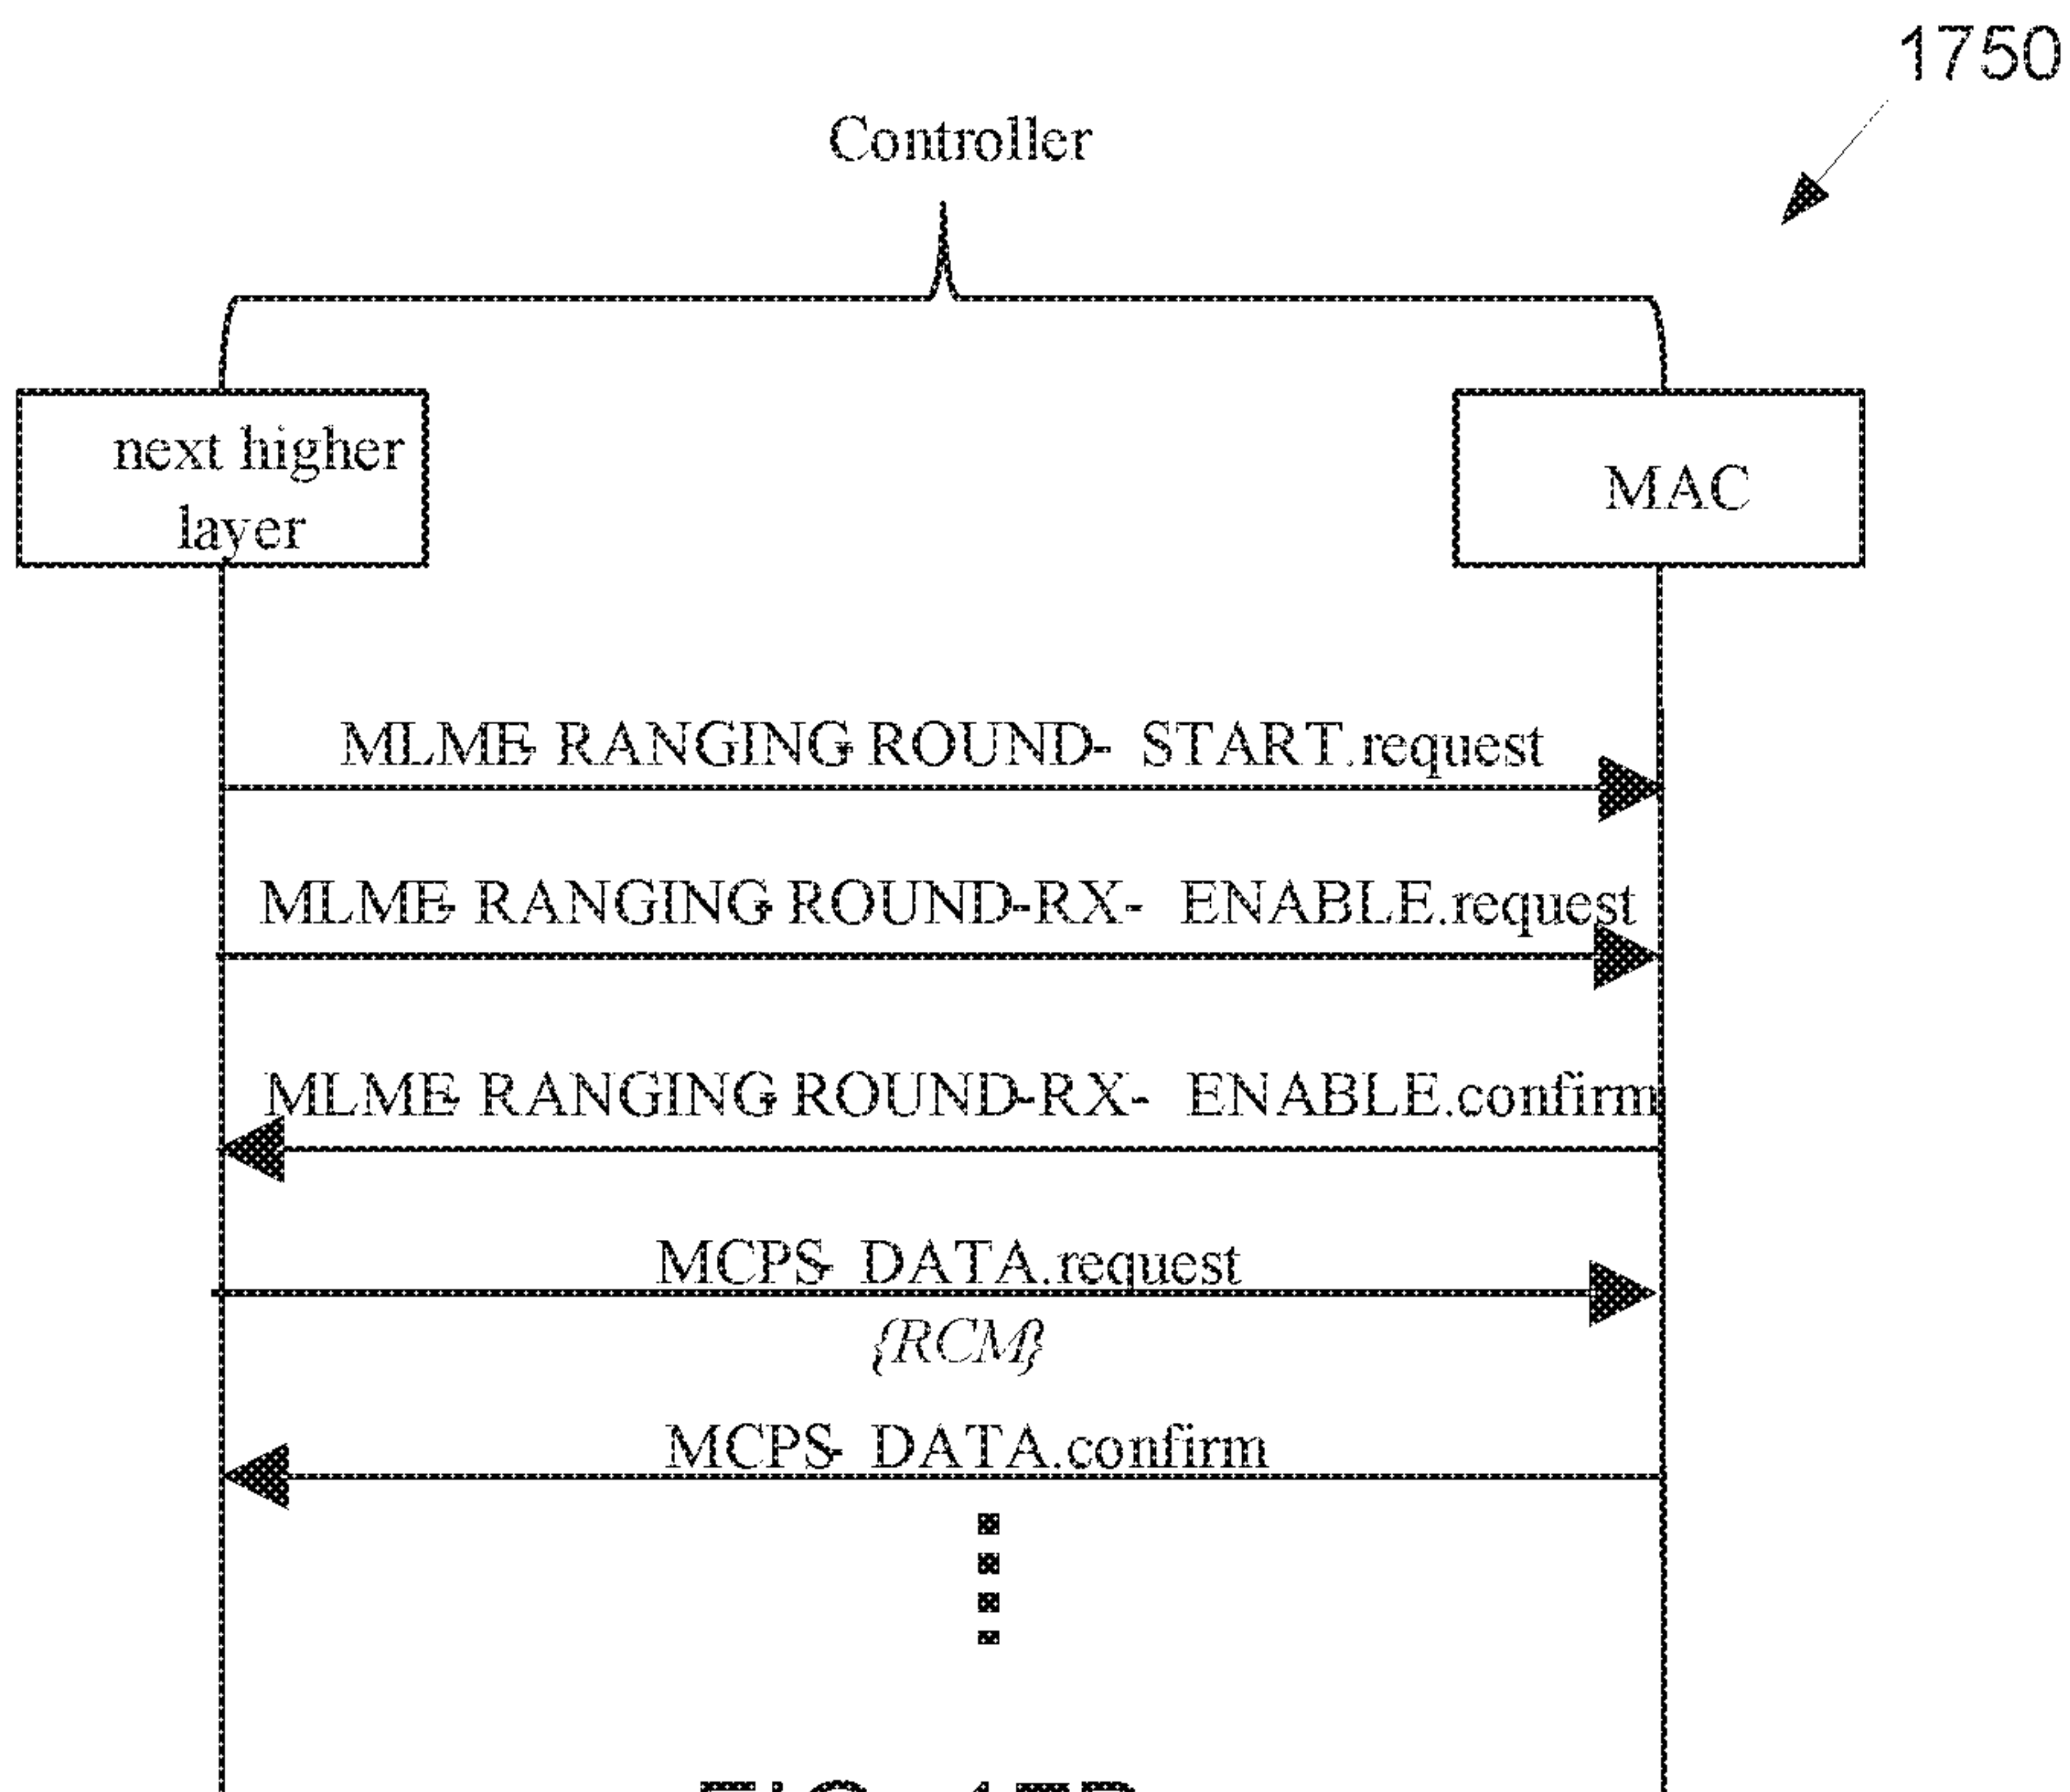 1750
Controller
next higher
layer
MAC
MLME- RANGING- ROUND- START.request
MLME- RANGING- ROUND-RX- ENABLE.request
MLME- RANGING- ROUND-RX- ENABLE.confirm
MCPS- DATA.request
{RCM}
MCPS- DATA.confirm